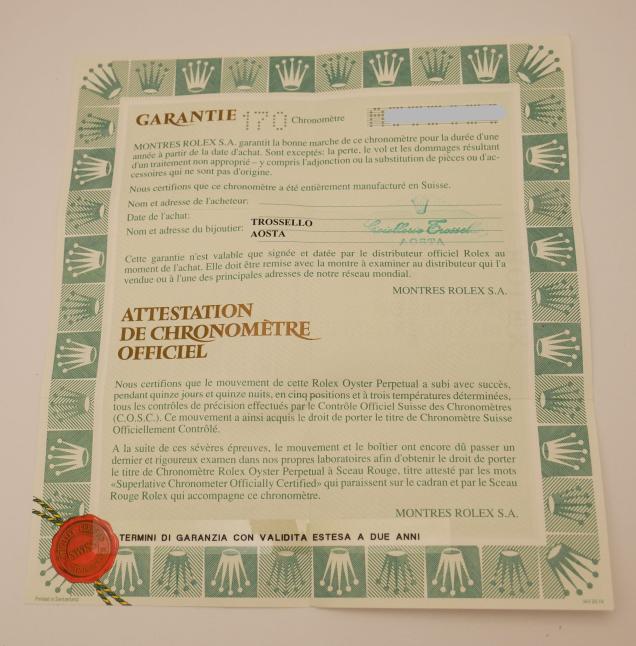 GARANTIE 170 Chronomètre
MONTRES ROLEX S.A. garantit la bonne marche de ce chronomètre pour la durée d'une
année à partir de la date d'achat. Sont exceptés: la perte, le vol et les dommages résultant
d'un traitement non approprié – y compris l'adjonction ou la substitution de pièces ou d'ac-
cessoires qui ne sont pas d'origine.
Nous certifions que ce chronomètre a été entièrement manufacturé en Suisse.
Nom et adresse de l'acheteur:
Date de l'achat:
Nom et adresse du bijoutier: TROSSELLO
AOSTA
Gioielleria Trossello
AOSTA
Cette garantie n'est valable que signée et datée par le distributeur officiel Rolex au
moment de l'achat. Elle doit être remise avec la montre à examiner au distributeur qui l'a
vendue ou à l'une des principales adresses de notre réseau mondial.
MONTRES ROLEX S.A.
ATTESTATION
DE CHRONOMÈTRE
OFFICIEL
Nous certifions que le mouvement de cette Rolex Oyster Perpetual a subi avec succès,
pendant quinze jours et quinze nuits, en cinq positions et à trois températures déterminées,
tous les contrôles de précision effectués par le Contrôle Officiel Suisse des Chronomètres
(C.O.S.C.). Ce mouvement a ainsi acquis le droit de porter le titre de Chronomètre Suisse
Officiellement Contrôlé.
A la suite de ces sévères épreuves, le mouvement et le boîtier ont encore dû passer un
dernier et rigoureux examen dans nos propres laboratoires afin d'obtenir le droit de porter
le titre de Chronomètre Rolex Oyster Perpetual à Sceau Rouge, titre attesté par les mots
«Superlative Chronometer Officially Certified» qui paraissent sur le cadran et par le Sceau
Rouge Rolex qui accompagne ce chronomètre.
MONTRES ROLEX S.A.
TERMINI DI GARANZIA CON VALIDITA ESTESA A DUE ANNI
Printed in Switzerland